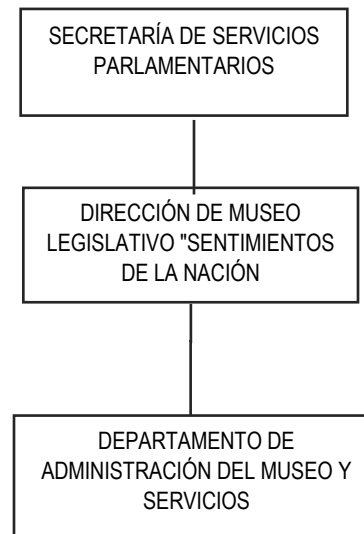 SECRETARÍA DE SERVICIOS
PARLAMENTARIOS
DIRECCIÓN DE MUSEO
LEGISLATIVO "SENTIMIENTOS
DE LA NACIÓN
DEPARTAMENTO DE
ADMINISTRACIÓN DEL MUSEO Y
SERVICIOS